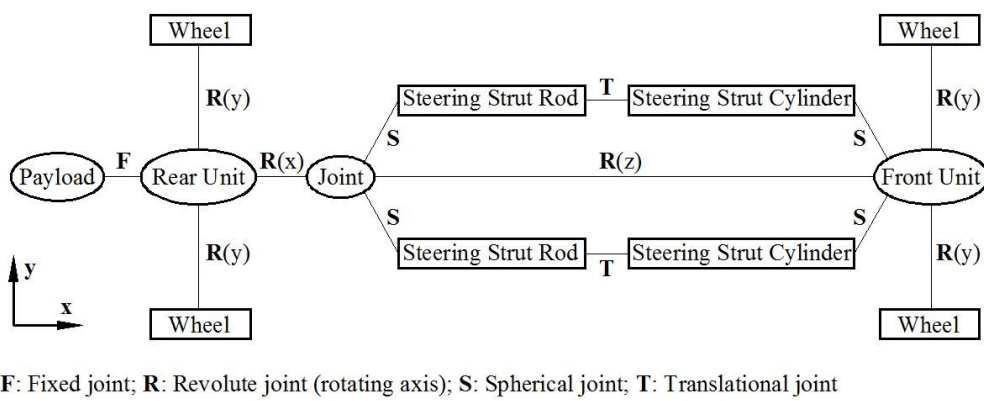 Wheel Wheel
R(y) R(y)
Steering Strut Rod T Steering Strut Cylinder
S S
Payload F Rear Unit R(x) Joint R(z) Front Unit
S S
R(y) R(y)
Steering Strut Rod T Steering Strut Cylinder
y
x
Wheel Wheel
F: Fixed joint; R: Revolute joint (rotating axis); S: Spherical joint; T: Translational joint